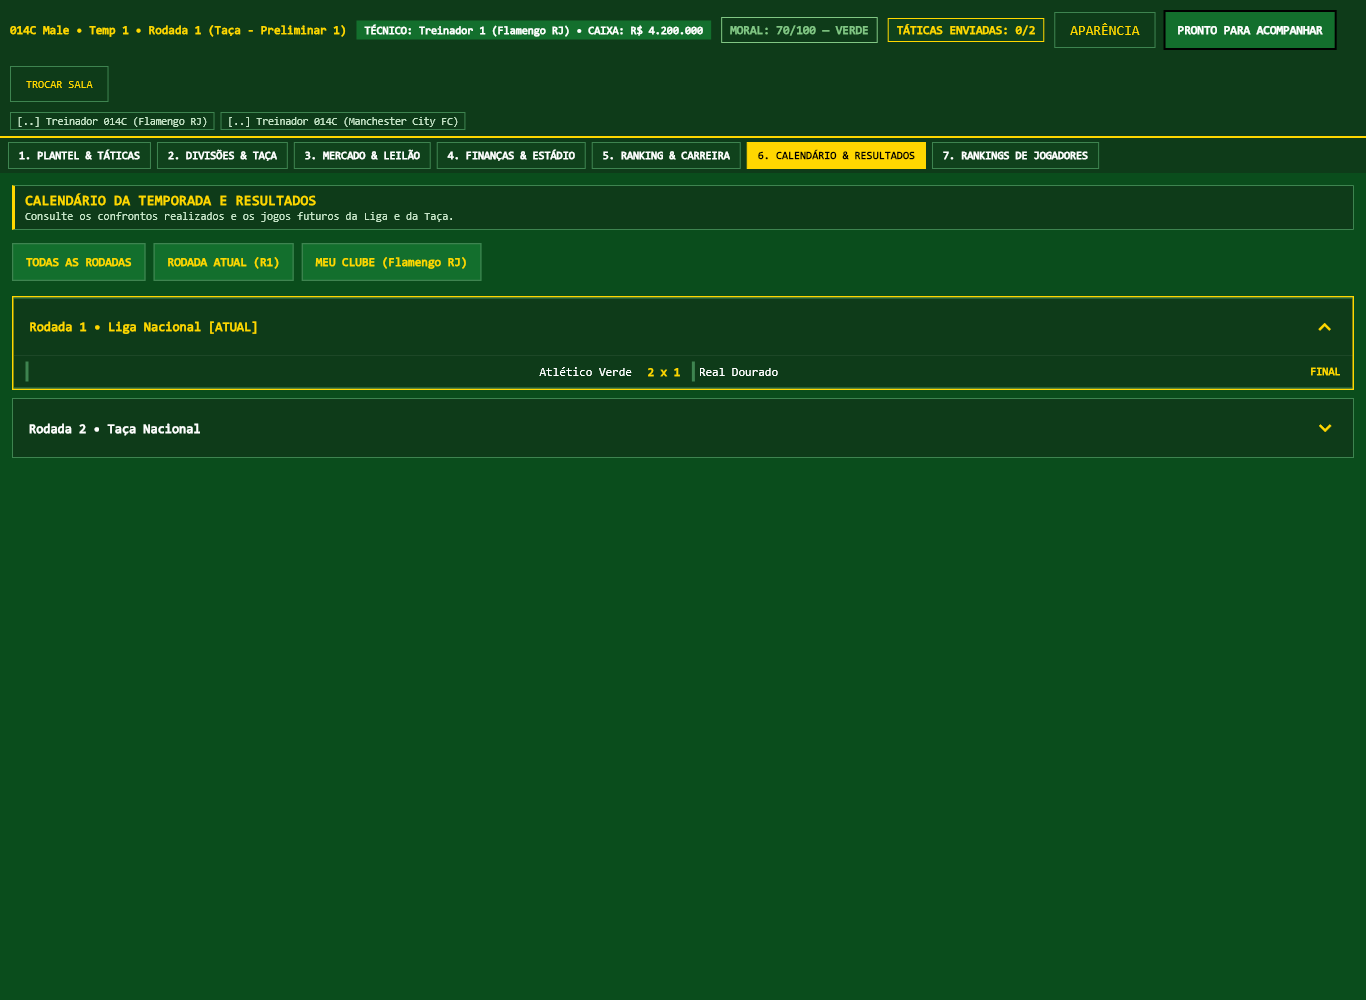 014C Male • Temp 1 • Rodada 1 (Taça - Preliminar 1)
TÉCNICO: Treinador 1 (Flamengo RJ) • CAIXA: R$ 4.200.000
MORAL: 70/100 — VERDE
TÁTICAS ENVIADAS: 0/2
APARÊNCIA
PRONTO PARA ACOMPANHAR
TROCAR SALA
[..] Treinador 014C (Flamengo RJ)
[..] Treinador 014C (Manchester City FC)
1. PLANTEL & TÁTICAS
2. DIVISÕES & TAÇA
3. MERCADO & LEILÃO
4. FINANÇAS & ESTÁDIO
5. RANKING & CARREIRA
6. CALENDÁRIO & RESULTADOS
7. RANKINGS DE JOGADORES
CALENDÁRIO DA TEMPORADA E RESULTADOS
Consulte os confrontos realizados e os jogos futuros da Liga e da Taça.
TODAS AS RODADAS
RODADA ATUAL (R1)
MEU CLUBE (Flamengo RJ)
Rodada 1 • Liga Nacional [ATUAL]
Atlético Verde 2 x 1 Real Dourado FINAL
Rodada 2 • Taça Nacional